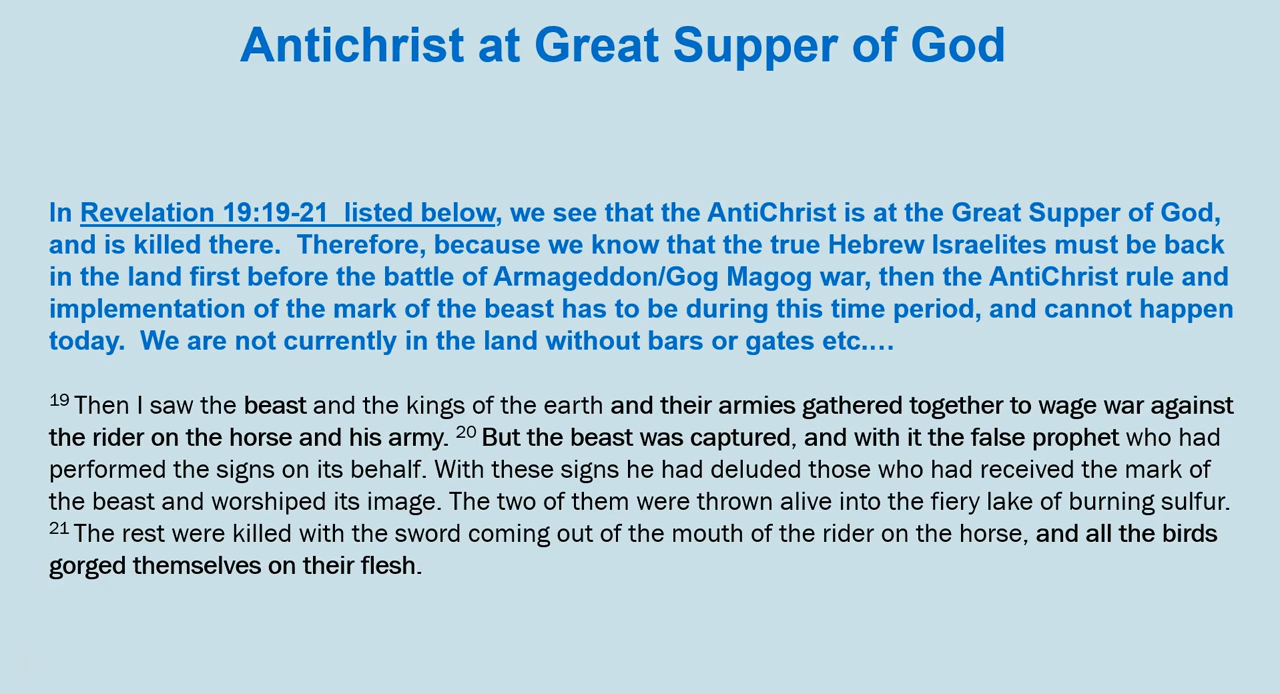 Antichrist at Great Supper of God
In Revelation 19:19-21  listed below, we see that the AntiChrist is at the Great Supper of God,
and is killed there.  Therefore, because we know that the true Hebrew Israelites must be back
in the land first before the battle of Armageddon/Gog Magog war, then the AntiChrist rule and
implementation of the mark of the beast has to be during this time period, and cannot happen
today.  We are not currently in the land without bars or gates etc.…
19 Then I saw the beast and the kings of the earth and their armies gathered together to wage war against
the rider on the horse and his army. 20 But the beast was captured, and with it the false prophet who had
performed the signs on its behalf. With these signs he had deluded those who had received the mark of
the beast and worshiped its image. The two of them were thrown alive into the fiery lake of burning sulfur.
21 The rest were killed with the sword coming out of the mouth of the rider on the horse, and all the birds
gorged themselves on their flesh.